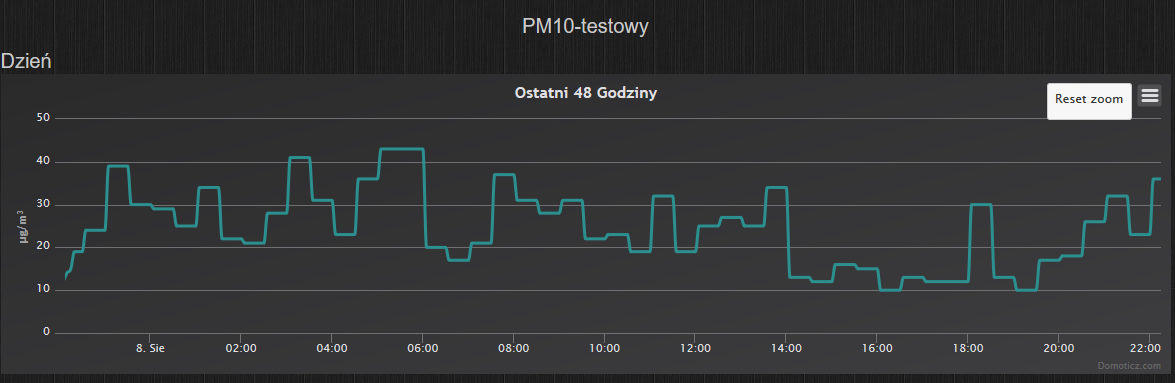 PM10-testowy
Dzień
Ostatni 48 Godziny
Reset zoom
50
40
30
20
10
0
µg/m³
8. Sie 02:00 04:00 06:00 08:00 10:00 12:00 14:00 16:00 18:00 20:00 22:00
Domoticz.com